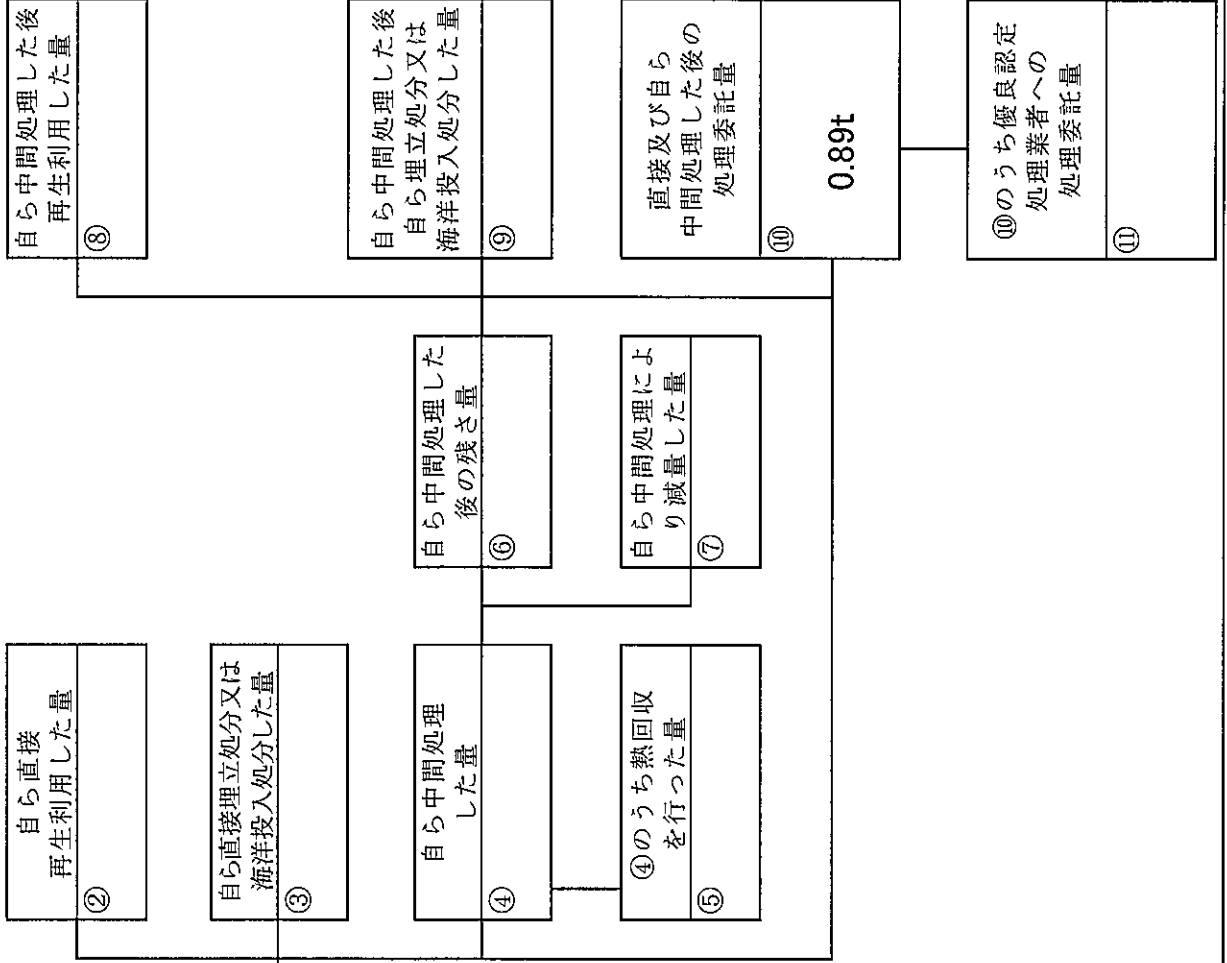 自ら直接
再生利用した量
②
自ら直接埋立処分又は
海洋投入処分した量
③
自ら中間処理
した量
④
④のうち熱回収
を行った量
⑤
自ら中間処理した
後の残さ量
⑥
自ら中間処理によ
り減量した量
⑦
自ら中間処理した後
再生利用した量
⑧
自ら中間処理した後
自ら埋立処分又は
海洋投入処分した量
⑨
直接及び自ら
中間処理した後の
処理委託量
⑩
0.89t
⑩のうち優良認定
処理業者への
処理委託量
⑪